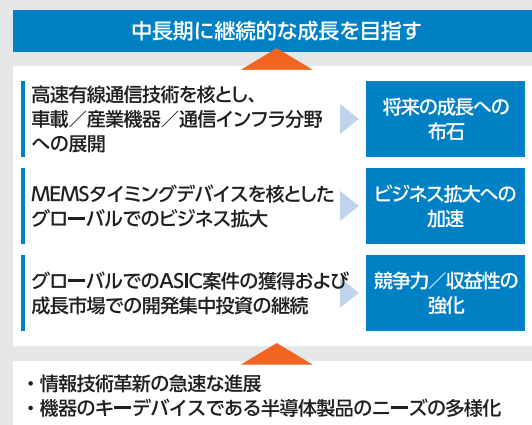 中長期に継続的な成長を目指す
高速有線通信技術を核とし、
車載／産業機器／通信インフラ分野
への展開
将来の成長への
布石
MEMSタイミングデバイスを核とした
グローバルでのビジネス拡大
ビジネス拡大への
加速
グローバルでのASIC案件の獲得および
成長市場での開発集中投資の継続
競争力／収益性の
強化
・情報技術革新の急速な進展
・機器のキーデバイスである半導体製品のニーズの多様化